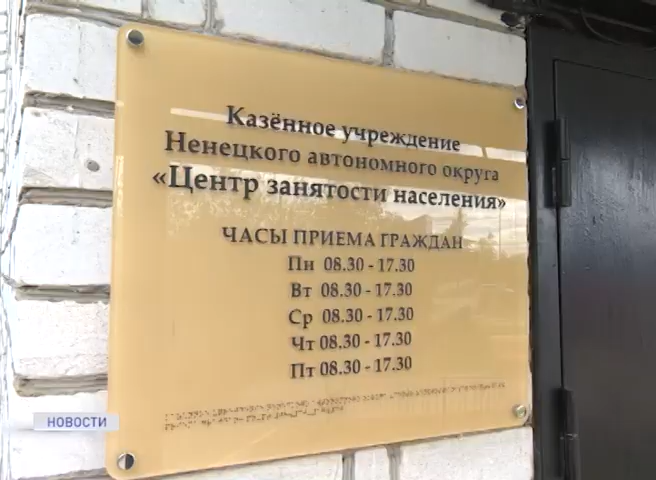 Казённое учреждение
Ненецкого автономного округа
«Центр занятости населения»
ЧАСЫ ПРИЕМА ГРАЖДАН
Пн 08.30 - 17.30
Вт 08.30 - 17.30
Ср 08.30 - 17.30
Чт 08.30 - 17.30
Пт 08.30 - 17.30
НОВОСТИ